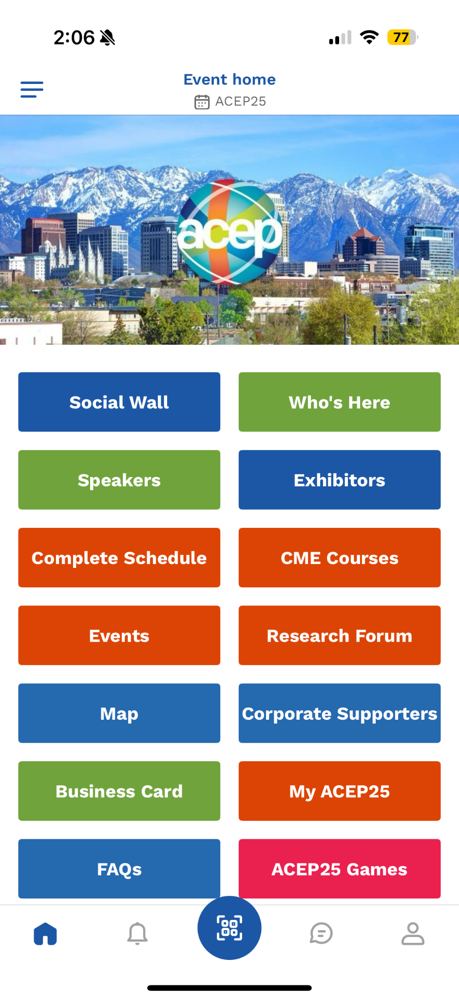 2:06
77
Event home
ACEP25
acep
Social Wall
Who's Here
Speakers
Exhibitors
Complete Schedule
CME Courses
Events
Research Forum
Map
Corporate Supporters
Business Card
My ACEP25
FAQs
ACEP25 Games